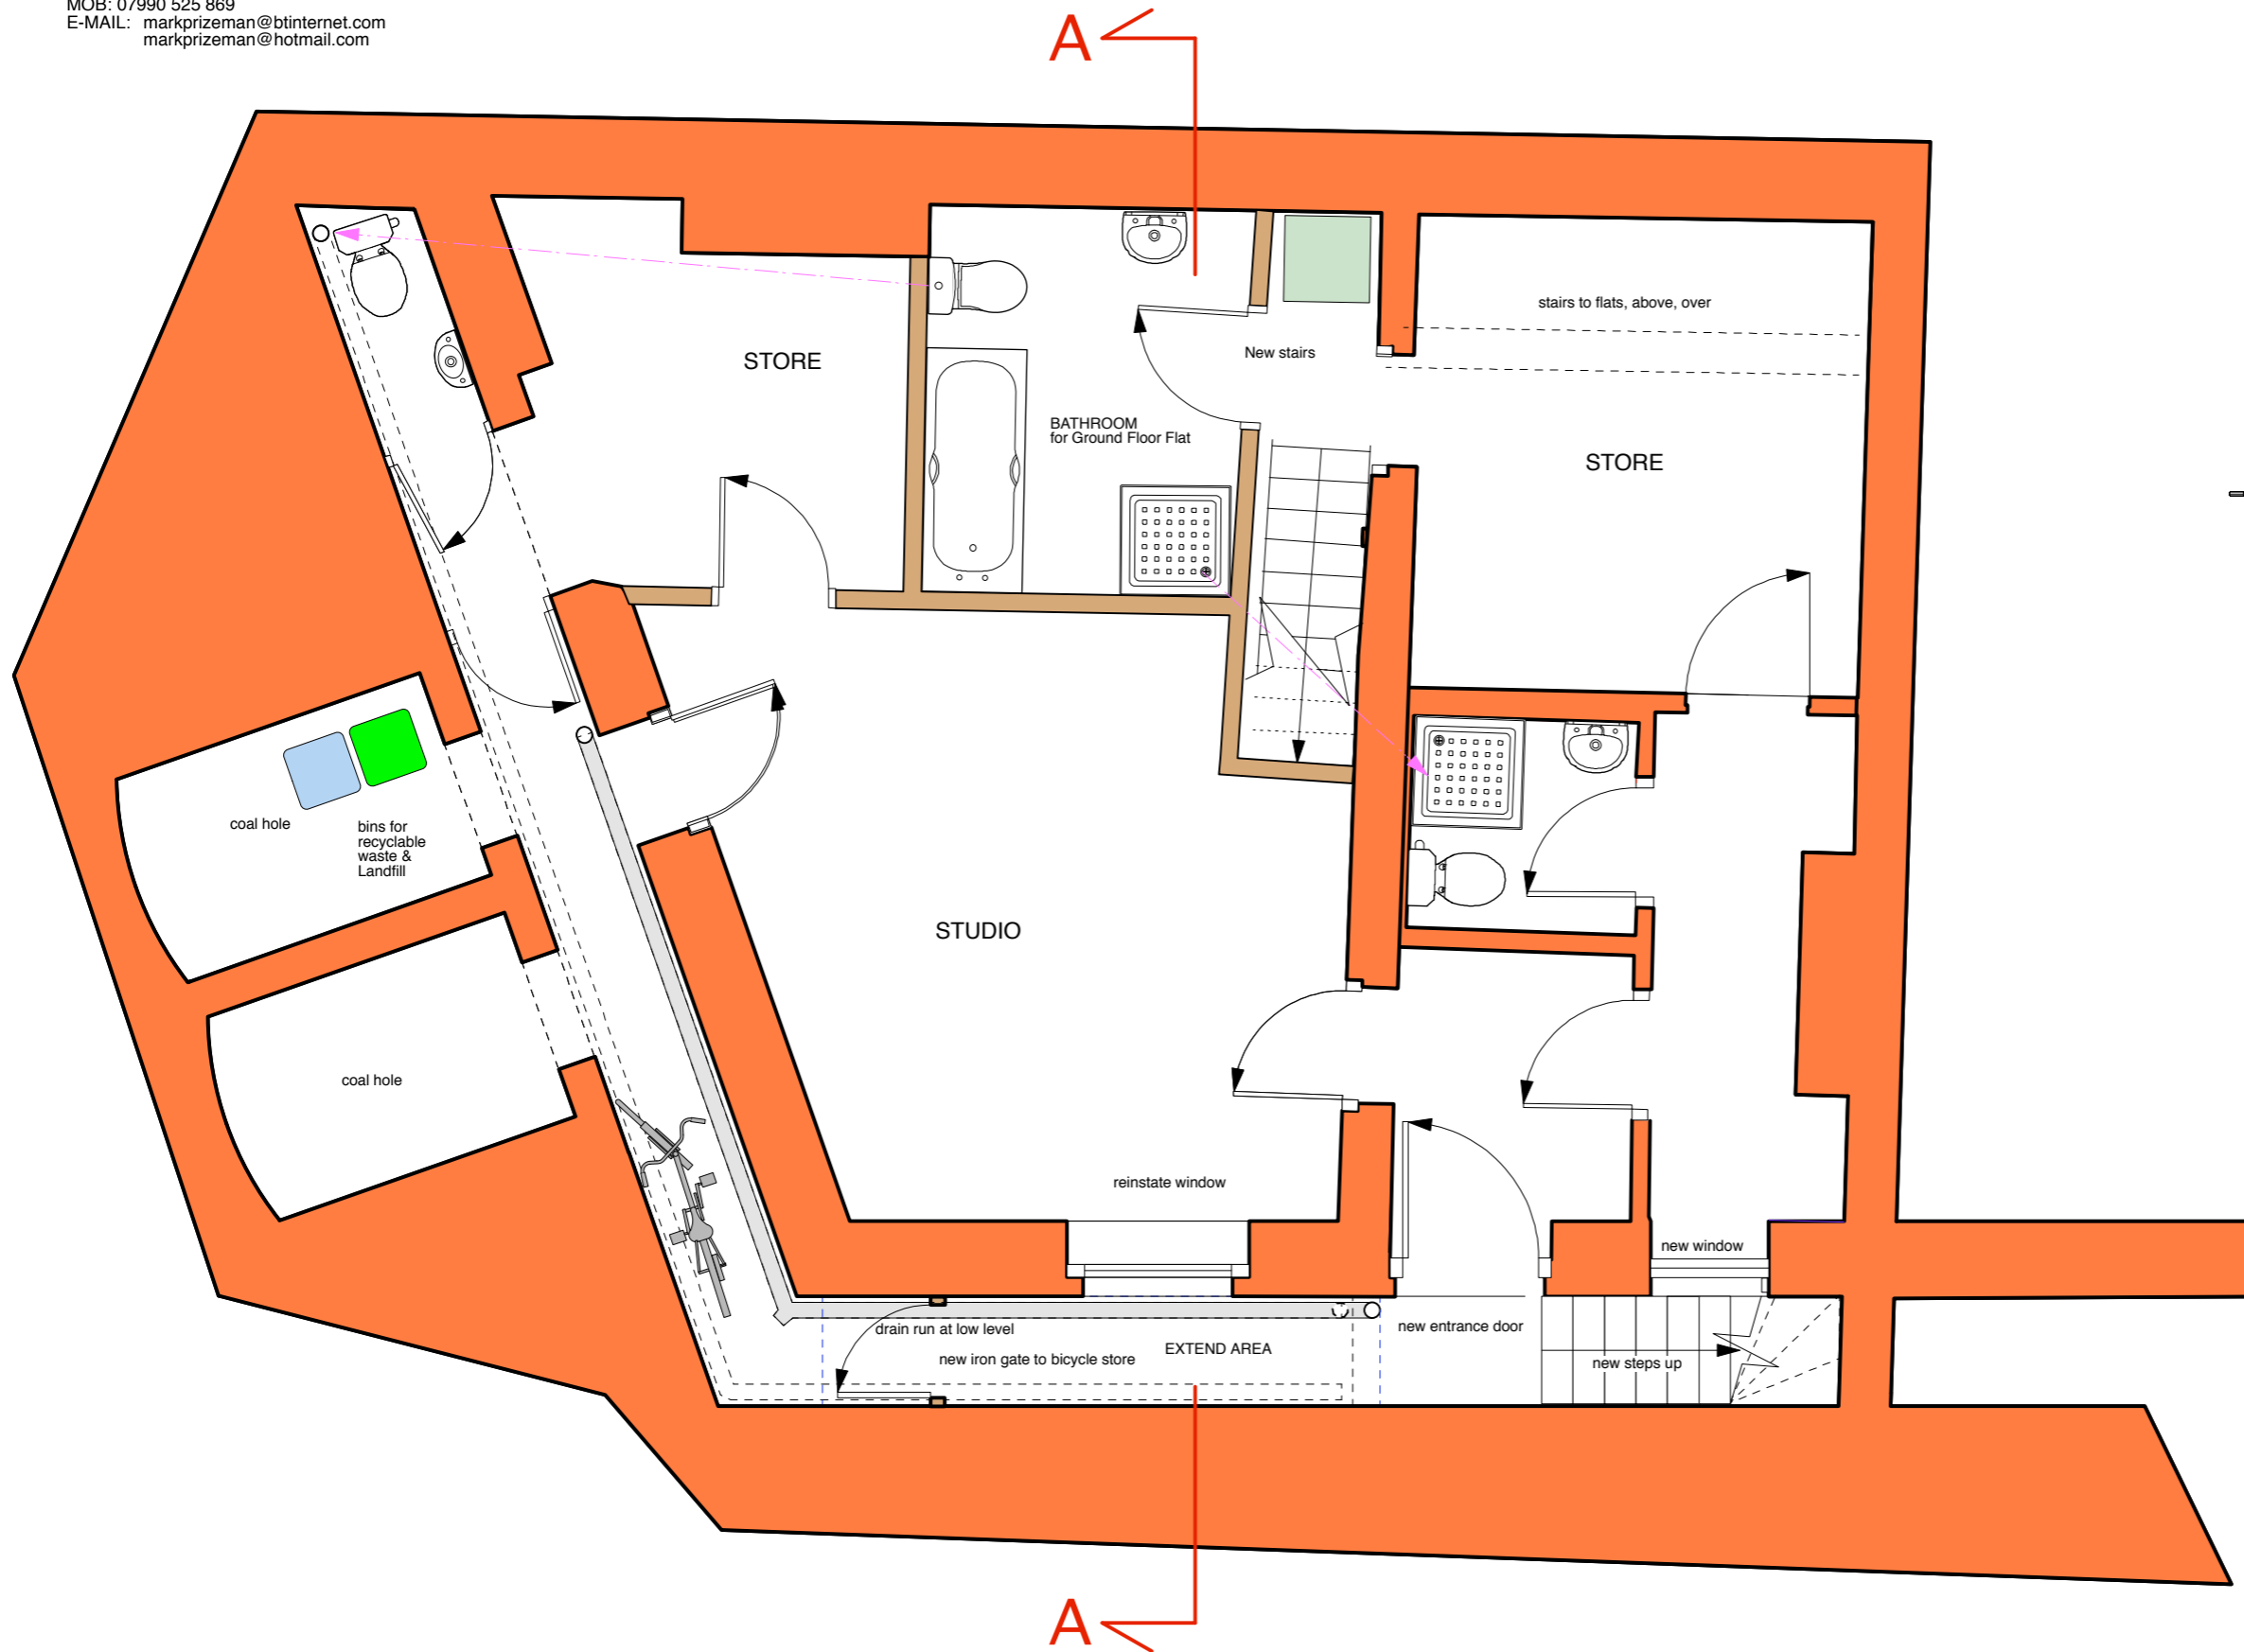 MOB: 07990 525 869
E-MAIL: markprizeman@btinternet.com
markprizeman@hotmail.com
A
stairs to flats, above, over
New stairs
STORE
BATHROOM
for Ground Floor Flat
STORE
coal hole
bins for
recyclable
waste &
Landfill
STUDIO
coal hole
reinstate window
new window
drain run at low level
new entrance door
EXTEND AREA
new iron gate to bicycle store
new steps up
A